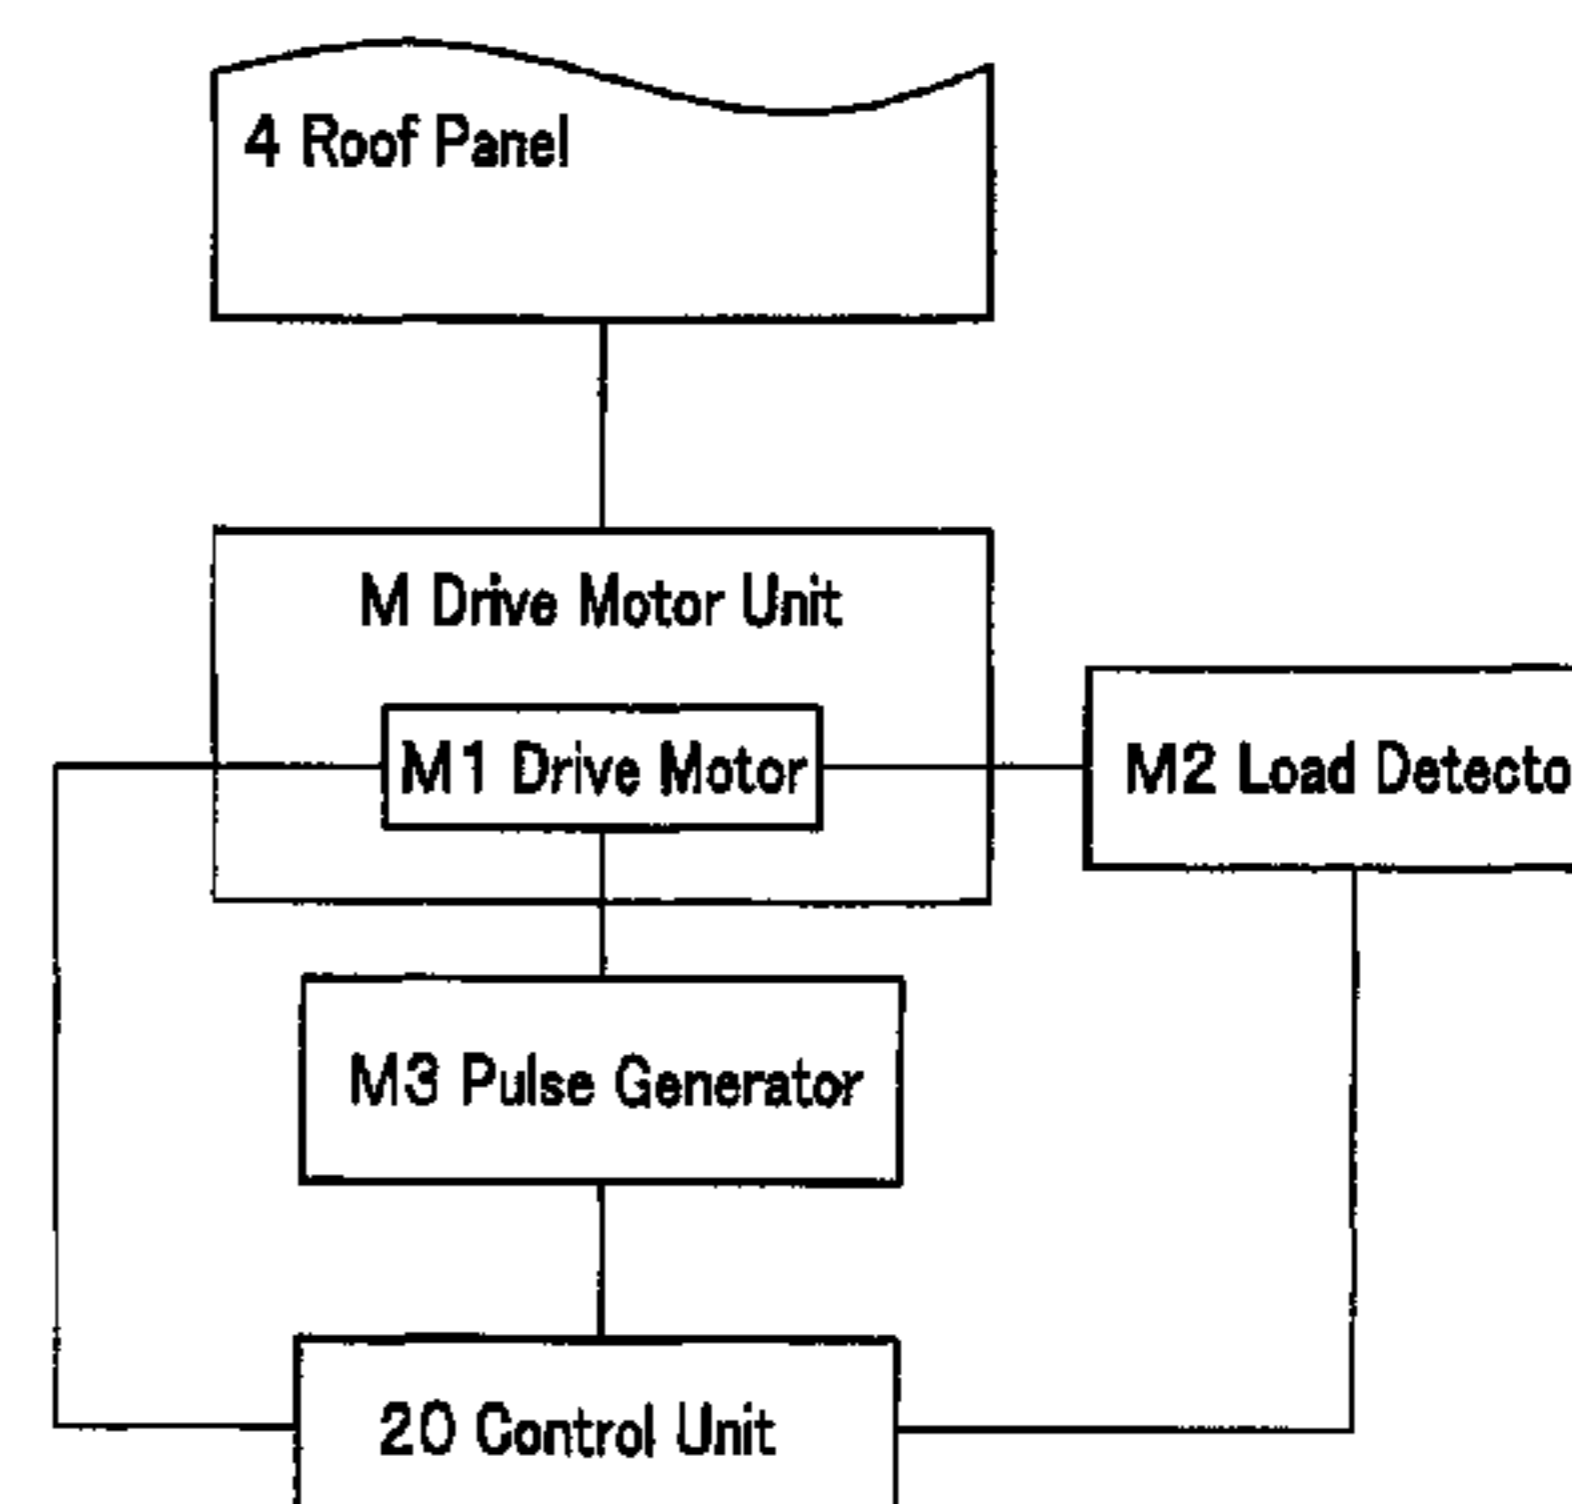 4 Roof Panel
M Drive Motor Unit
M1 Drive Motor
M2 Load Detecto
M3 Pulse Generator
20 Control Unit